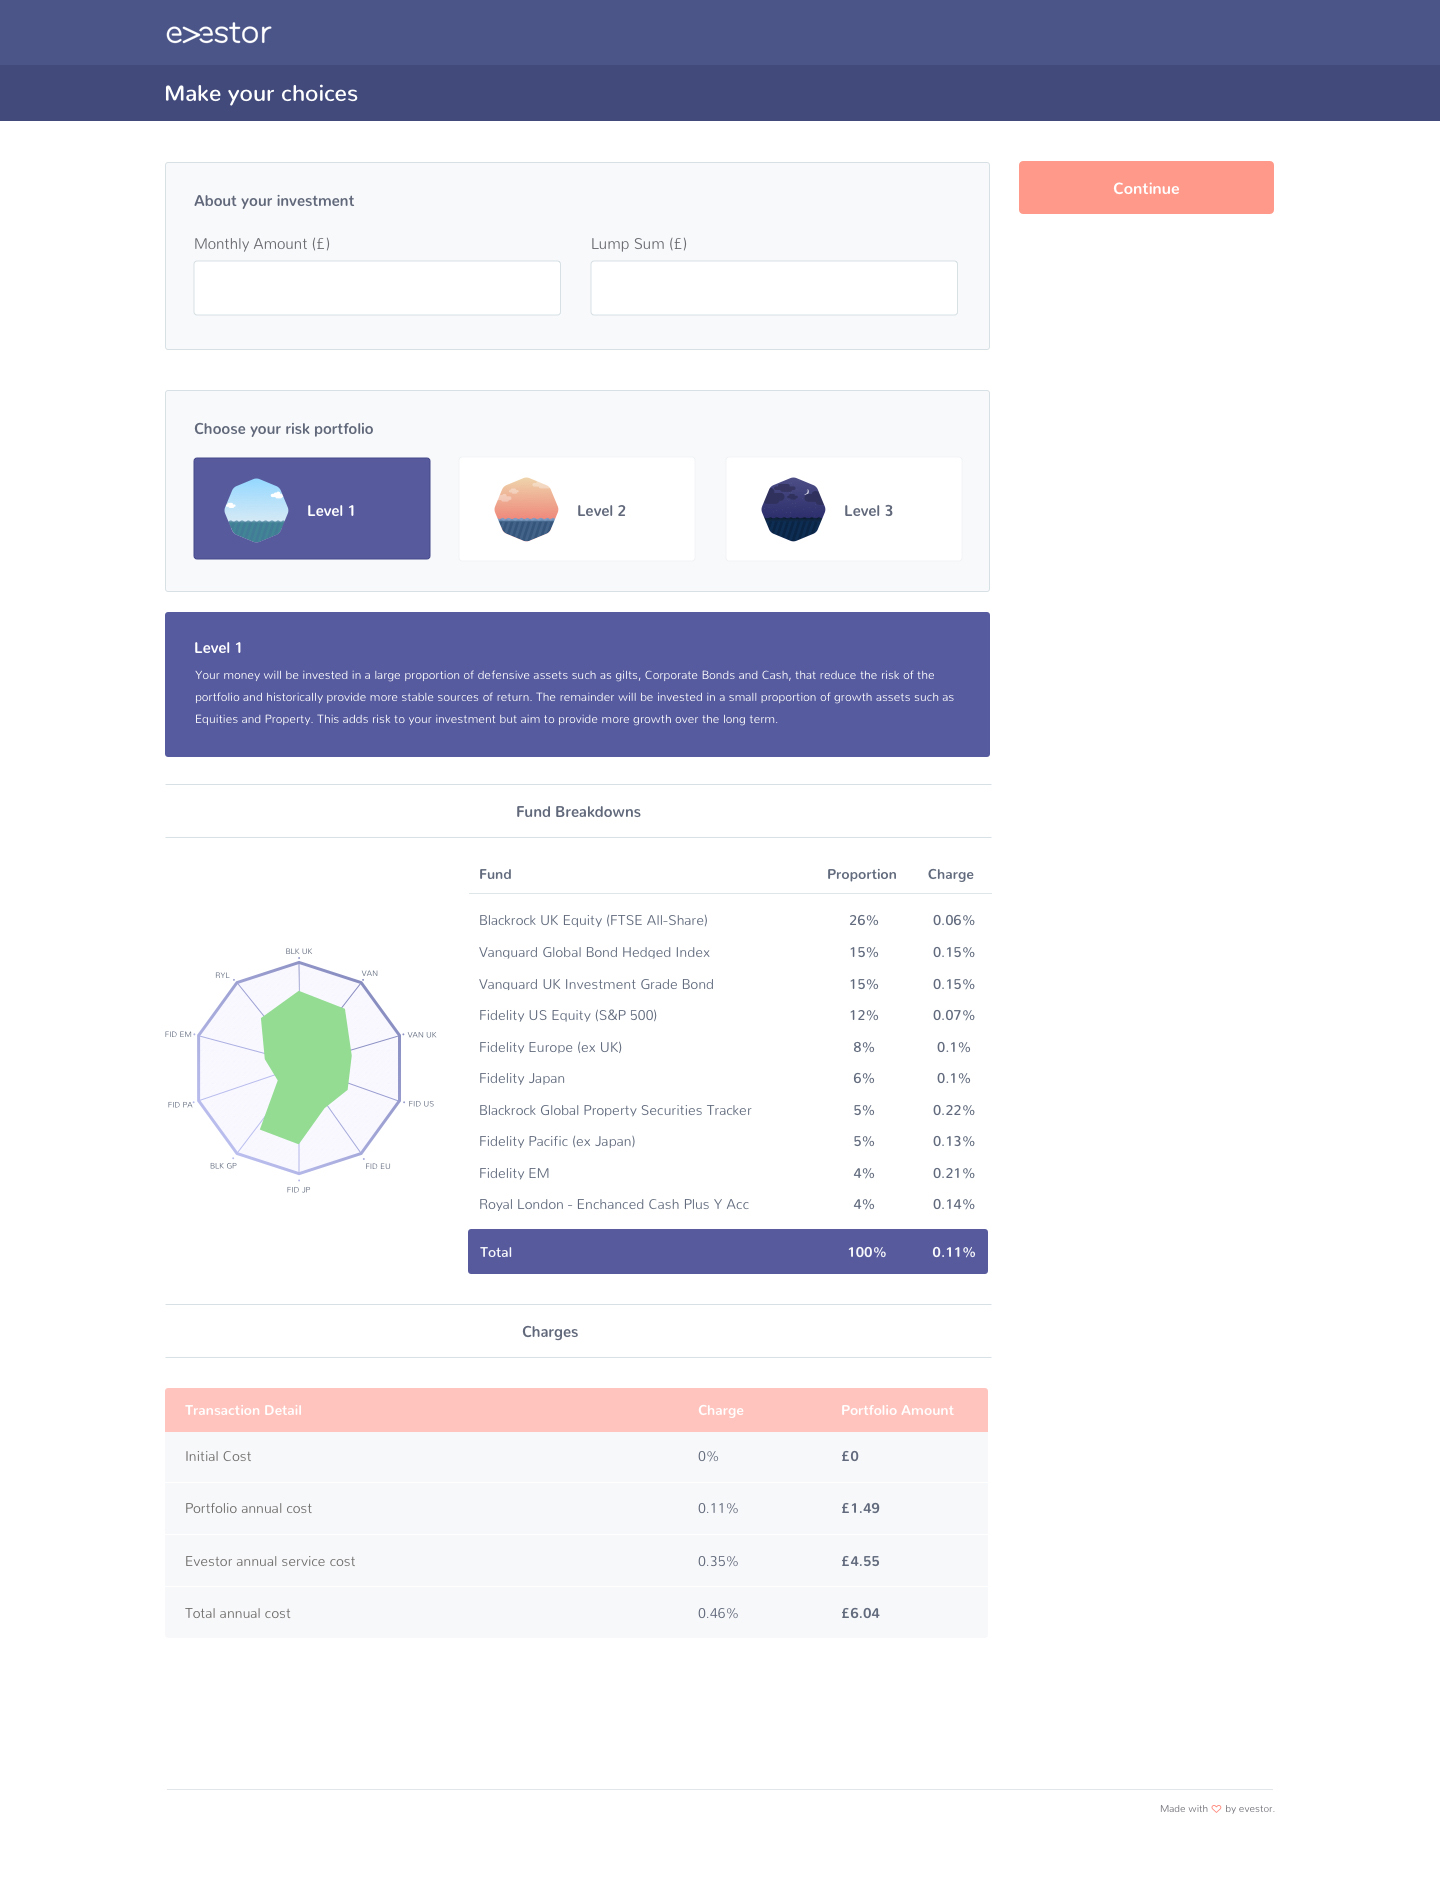 evestor
Make your choices
Continue
About your investment
Monthly Amount (£) Lump Sum (£)
Choose your risk portfolio
Level 1 Level 2 Level 3
Level 1
Your money will be invested in a large proportion of defensive assets such as gilts, Corporate Bonds and Cash, that reduce the risk of the
portfolio and historically provide more stable sources of return. The remainder will be invested in a small proportion of growth assets such as
Equities and Property. This adds risk to your investment but aim to provide more growth over the long term.
Fund Breakdowns
BLK UK
VAN
VAN UK
FID US
FID EU
FID JP
BLK GP
FID PA
FID EM
RYL
Fund Proportion Charge
Blackrock UK Equity (FTSE All-Share) 26% 0.06%
Vanguard Global Bond Hedged Index 15% 0.15%
Vanguard UK Investment Grade Bond 15% 0.15%
Fidelity US Equity (S&P 500) 12% 0.07%
Fidelity Europe (ex UK) 8% 0.1%
Fidelity Japan 6% 0.1%
Blackrock Global Property Securities Tracker 5% 0.22%
Fidelity Pacific (ex Japan) 5% 0.13%
Fidelity EM 4% 0.21%
Royal London - Enchanced Cash Plus Y Acc 4% 0.14%
Total 100% 0.11%
Charges
Transaction Detail Charge Portfolio Amount
Initial Cost 0% £0
Portfolio annual cost 0.11% £1.49
Evestor annual service cost 0.35% £4.55
Total annual cost 0.46% £6.04
Made with ♡ by evestor.